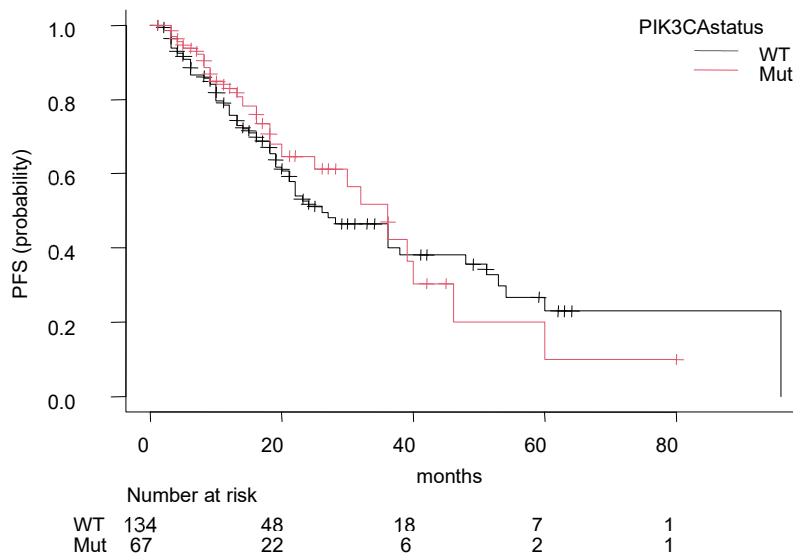 PIK3CAstatus
WT
Mut
1.0
0.8
0.6
0.4
0.2
0.0
PFS (probability)
0 20 40 60 80
months
Number at risk
WT 134 48 18 7 1
Mut 67 22 6 2 1